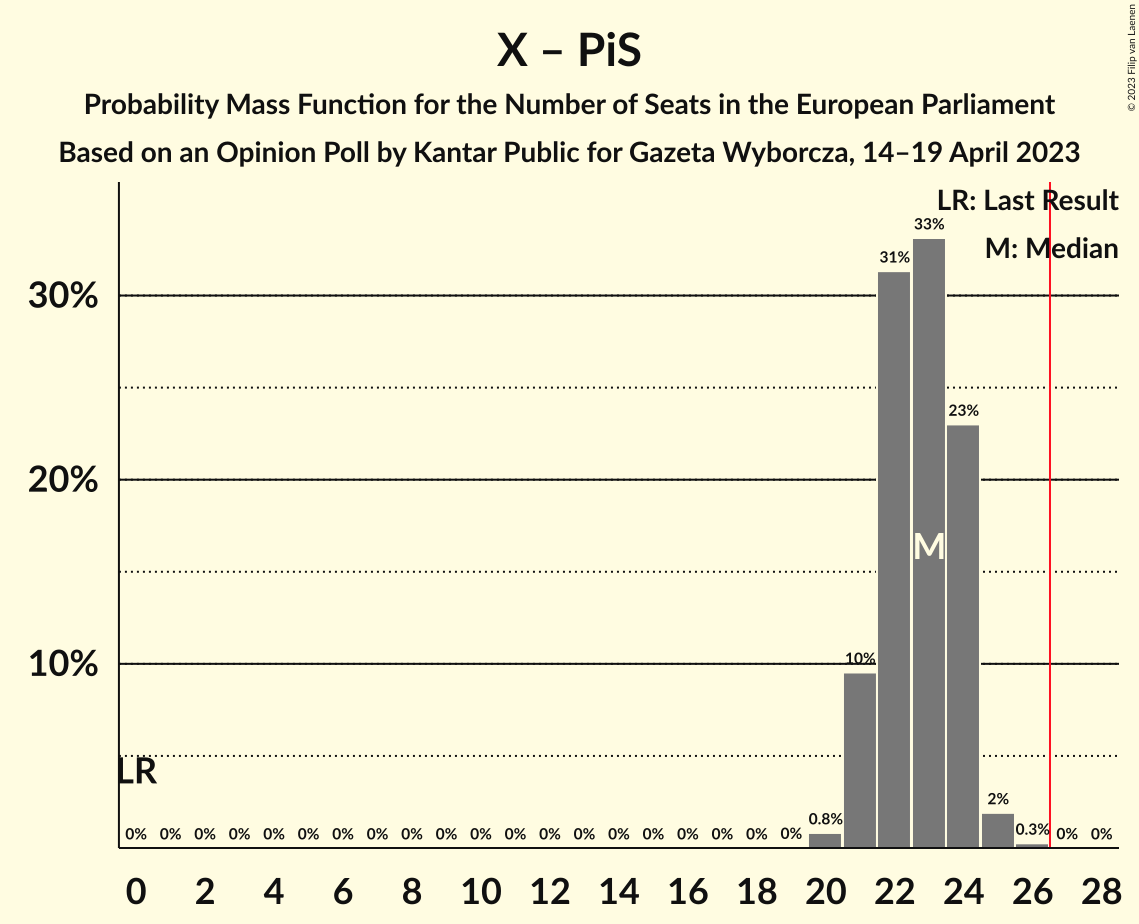 X – PiS
Probability Mass Function for the Number of Seats in the European Parliament
Based on an Opinion Poll by Kantar Public for Gazeta Wyborcza, 14–19 April 2023
© 2023 Filip van Laenen
LR: Last Result
M: Median
30%
20%
10%
33%
31%
23%
M
10%
LR
0% 0% 0% 0% 0% 0% 0% 0% 0% 0% 0% 0% 0% 0% 0% 0% 0% 0% 0% 0% 0.8% 2% 0.3% 0% 0%
0 2 4 6 8 10 12 14 16 18 20 22 24 26 28